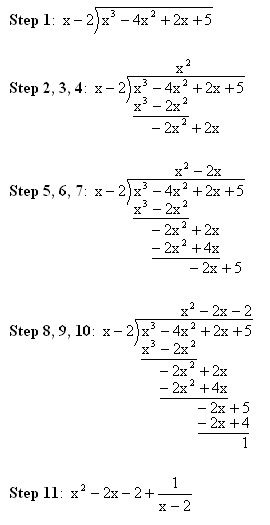 Step 1: x − 2)x³ − 4x² + 2x + 5
x²
Step 2, 3, 4: x − 2)x³ − 4x² + 2x + 5
x³ − 2x²
− 2x² + 2x
x² − 2x
Step 5, 6, 7: x − 2)x³ − 4x² + 2x + 5
x³ − 2x²
− 2x² + 2x
− 2x² + 4x
− 2x + 5
x² − 2x − 2
Step 8, 9, 10: x − 2)x³ − 4x² + 2x + 5
x³ − 2x²
− 2x² + 2x
− 2x² + 4x
− 2x + 5
− 2x + 4
1
Step 11: x² − 2x − 2 + 1/(x − 2)